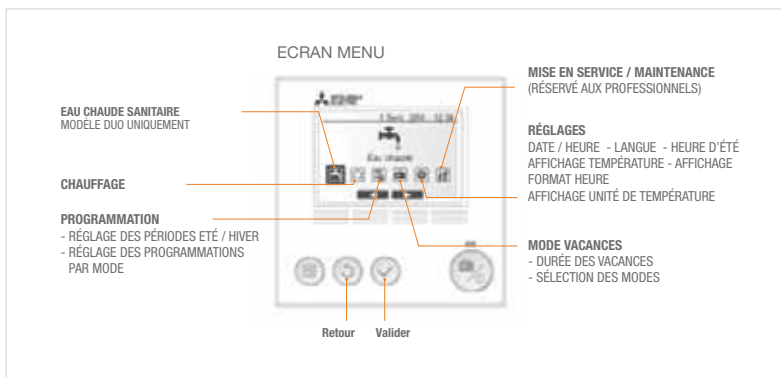 ECRAN MENU
EAU CHAUDE SANITAIRE
MODÈLE DUO UNIQUEMENT
CHAUFFAGE
PROGRAMMATION
- RÉGLAGE DES PÉRIODES ETÉ / HIVER
- RÉGLAGE DES PROGRAMMATIONS
PAR MODE
Eau chaude
Retour Valider
MISE EN SERVICE / MAINTENANCE
(RÉSERVÉ AUX PROFESSIONNELS)
RÉGLAGES
DATE / HEURE - LANGUE - HEURE D'ÉTÉ
AFFICHAGE TEMPÉRATURE - AFFICHAGE
FORMAT HEURE
AFFICHAGE UNITÉ DE TEMPÉRATURE
MODE VACANCES
- DURÉE DES VACANCES
- SÉLECTION DES MODES